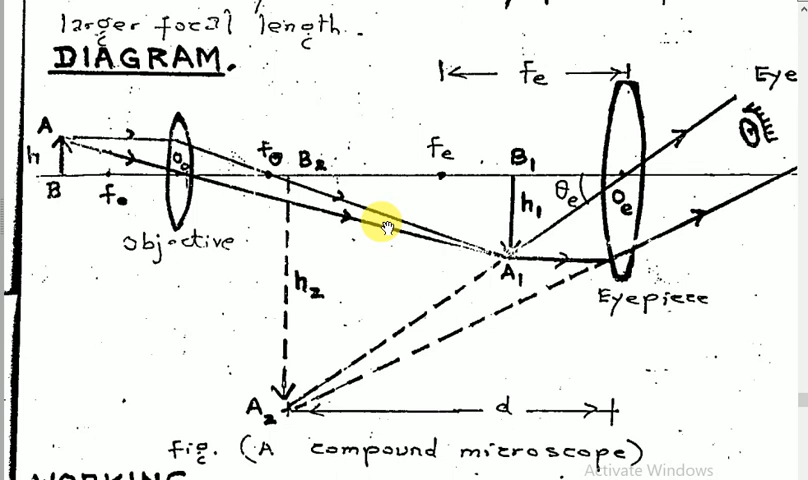 larger focal length.
DIAGRAM.
fe
Eye
A
h
B
fo
Oo
objective
fo
B2
fe
B1
h1
θe
Oe
A1
Eyepiece
h2
A2
d
fig. (A compound microscope)
Activate Windows
WORKING